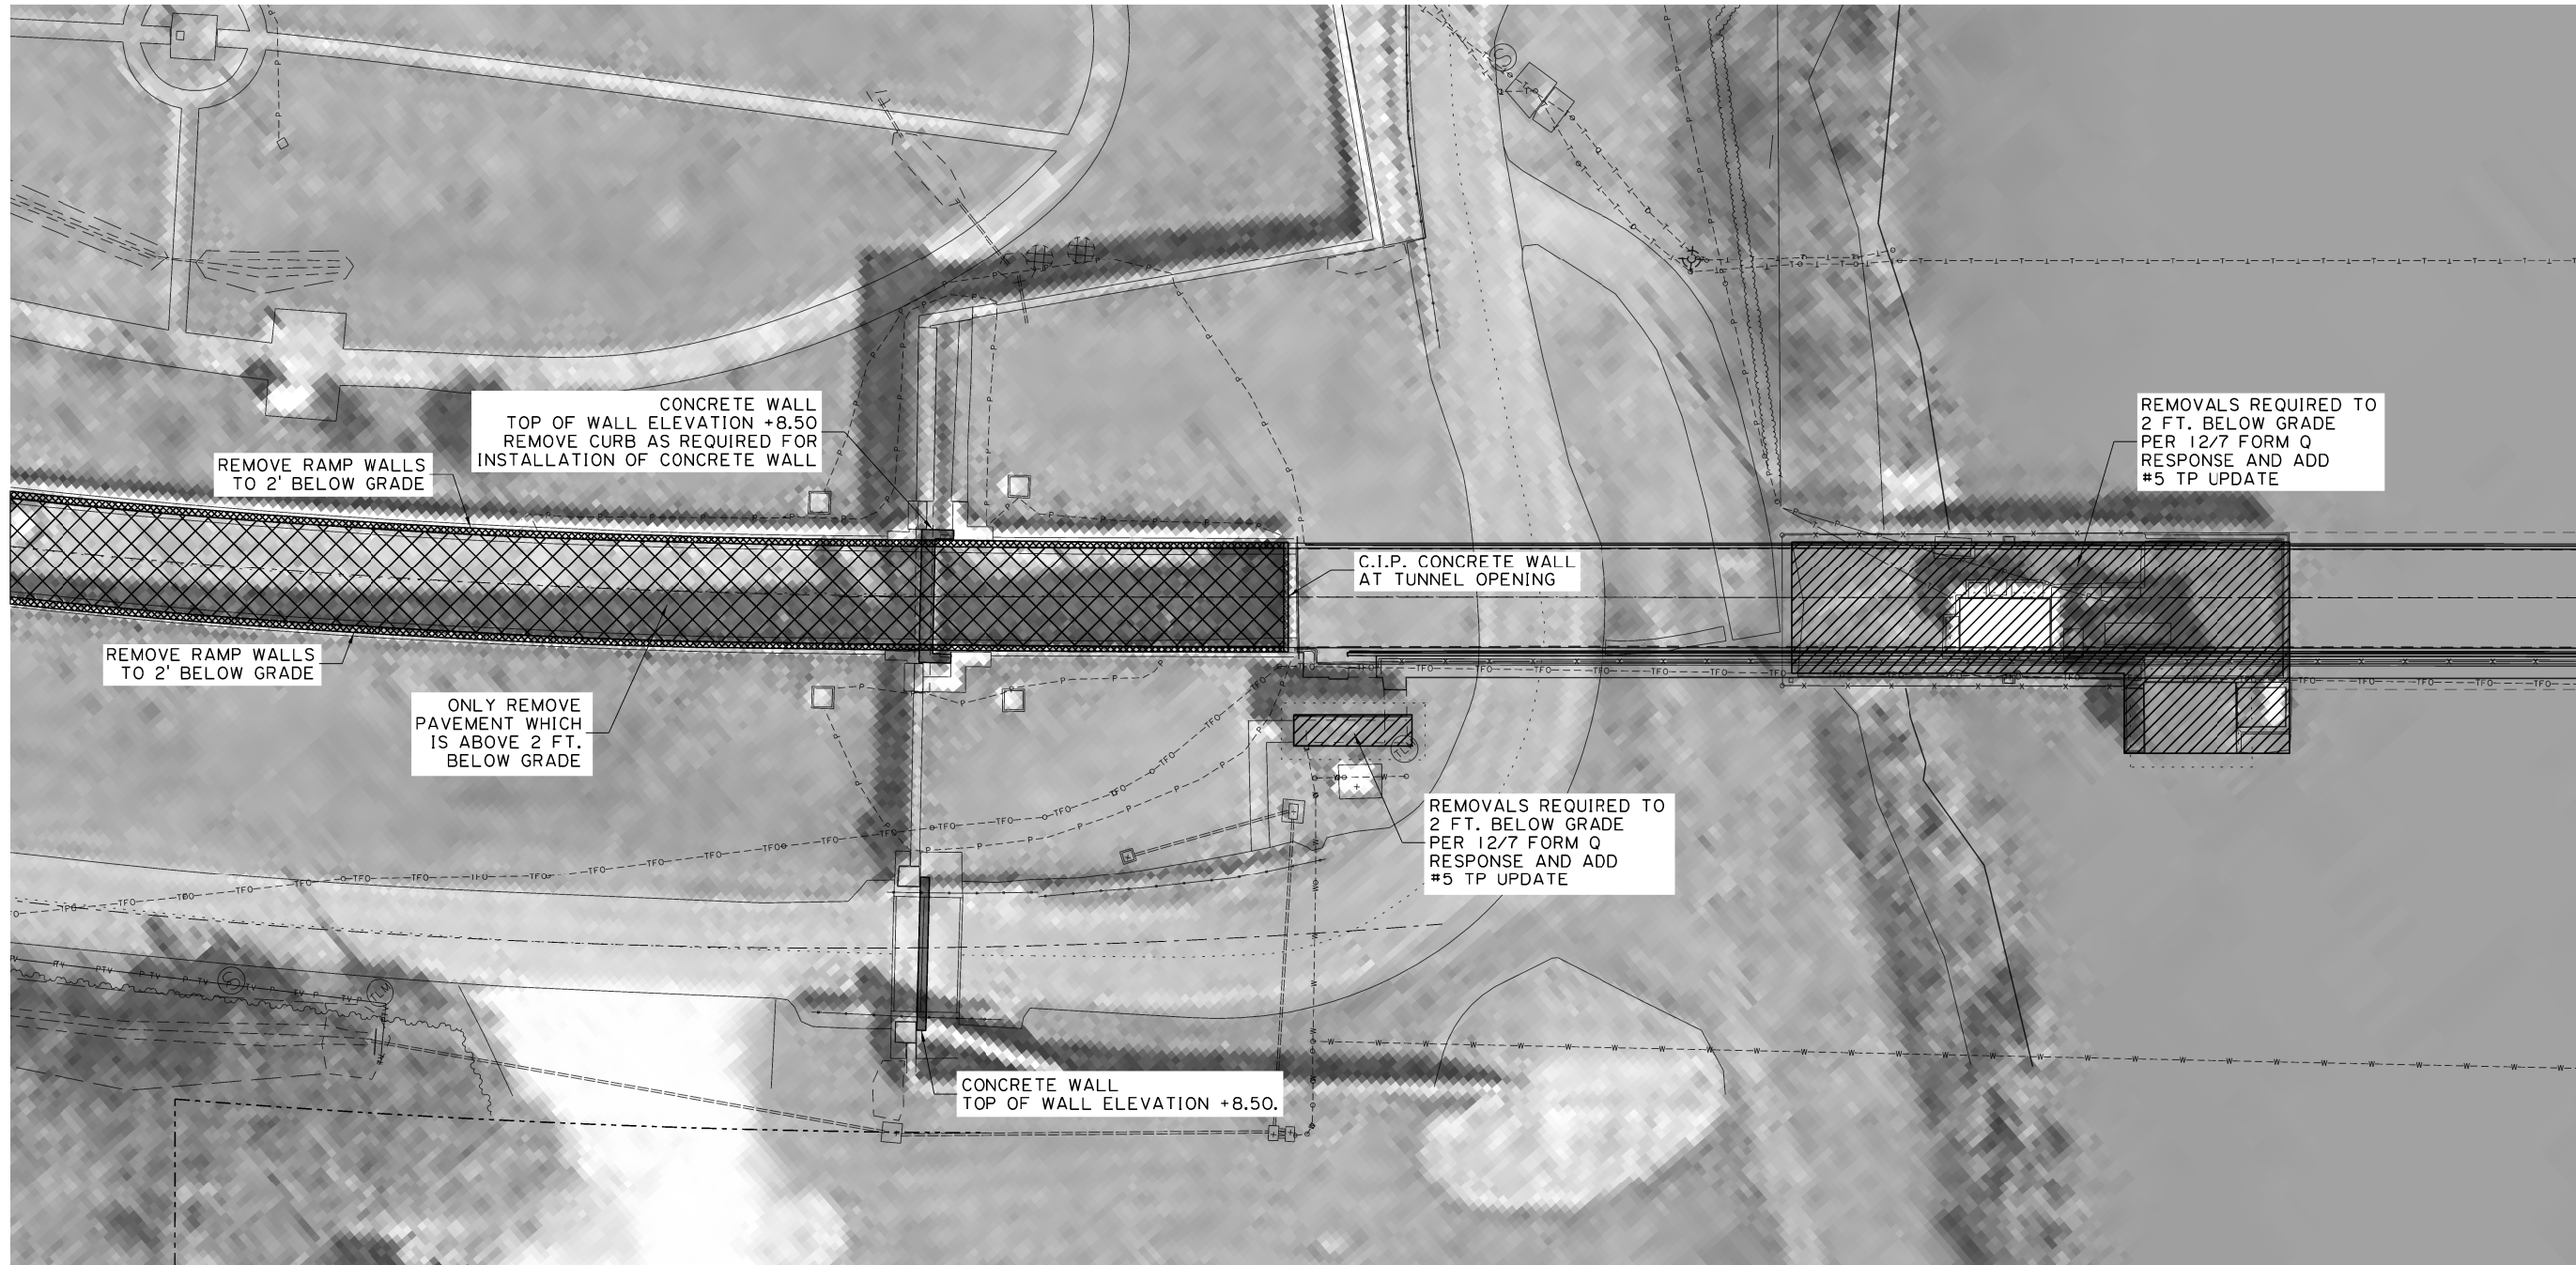 CONCRETE WALL
TOP OF WALL ELEVATION +8.50
REMOVE CURB AS REQUIRED FOR
INSTALLATION OF CONCRETE WALL
REMOVE RAMP WALLS
TO 2' BELOW GRADE
REMOVALS REQUIRED TO
2 FT. BELOW GRADE
PER 12/7 FORM Q
RESPONSE AND ADD
#5 TP UPDATE
C.I.P. CONCRETE WALL
AT TUNNEL OPENING
REMOVE RAMP WALLS
TO 2' BELOW GRADE
ONLY REMOVE
PAVEMENT WHICH
IS ABOVE 2 FT.
BELOW GRADE
REMOVALS REQUIRED TO
2 FT. BELOW GRADE
PER 12/7 FORM Q
RESPONSE AND ADD
#5 TP UPDATE
CONCRETE WALL
TOP OF WALL ELEVATION +8.50.